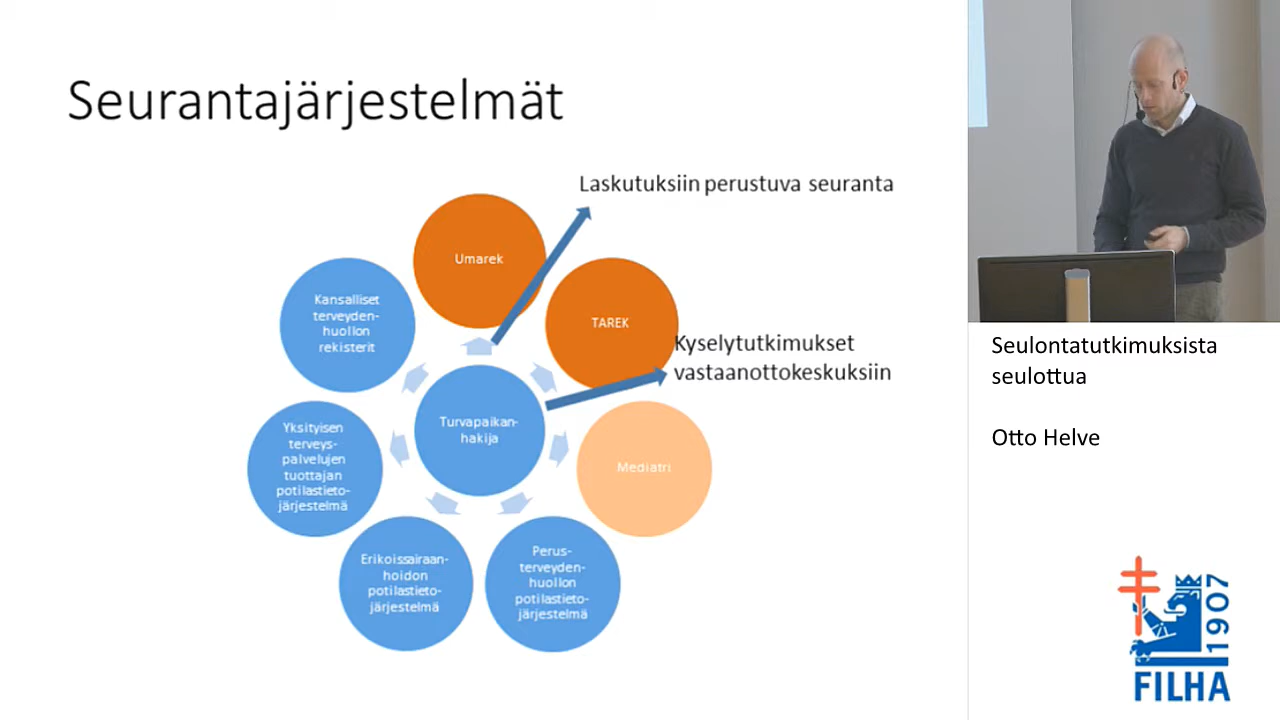 Seurantajärjestelmät
Laskutuksiin perustuva seuranta
Umarek
TAREK
Kansalliset
terveyden-
huollon
rekisterit
Kyselytutkimukset
vastaanottokeskuksiin
Turvapaikan-
hakija
Mediatri
Yksityisen
terveys-
palvelujen
tuottajan
potilastieto-
järjestelmä
Erikoissairaan-
hoidon
potilastieto-
järjestelmä
Perus-
terveyden-
huollon
potilastieto-
järjestelmä
Seulontatutkimuksista
seulottua
Otto Helve
1907
FILHA